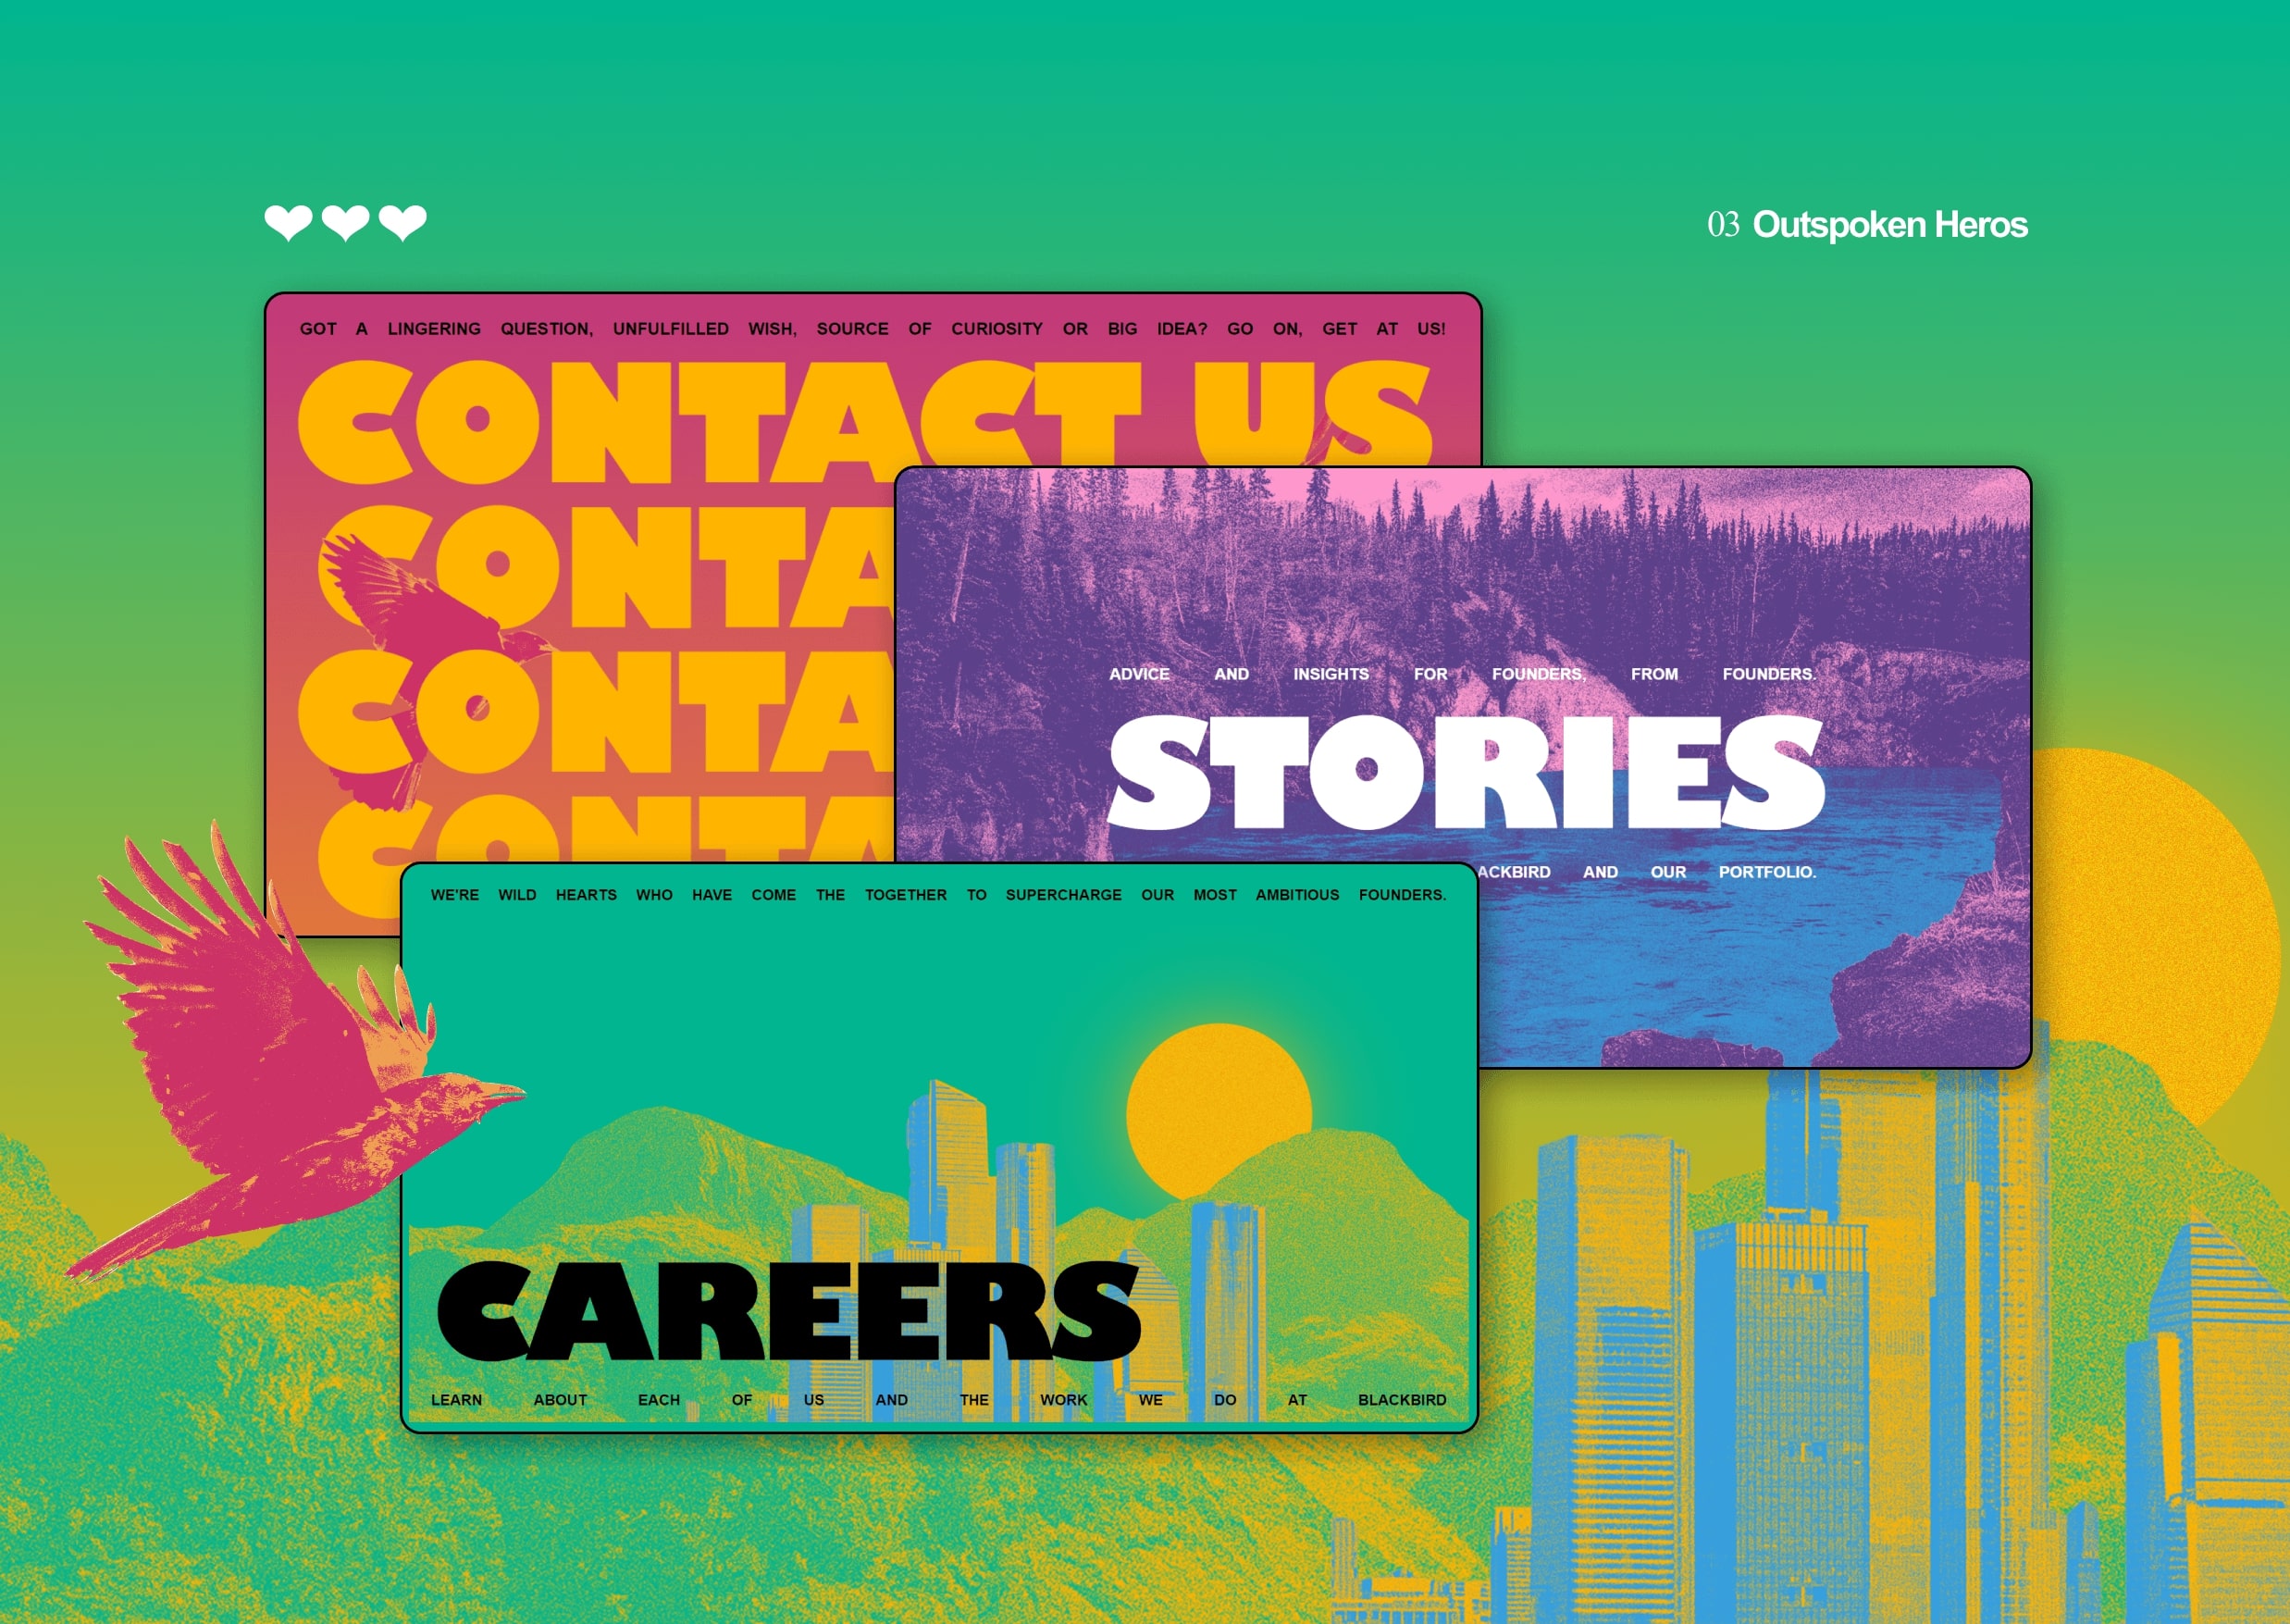 03 Outspoken Heros
GOT A LINGERING QUESTION, UNFULFILLED WISH, SOURCE OF CURIOSITY OR BIG IDEA? GO ON, GET AT US!
CONTACT US
CONTA
CONTA
CONTA
ADVICE AND INSIGHTS FOR FOUNDERS, FROM FOUNDERS.
STORIES
ACKBIRD AND OUR PORTFOLIO.
WE'RE WILD HEARTS WHO HAVE COME THE TOGETHER TO SUPERCHARGE OUR MOST AMBITIOUS FOUNDERS.
CAREERS
LEARN ABOUT EACH OF US AND THE WORK WE DO AT BLACKBIRD